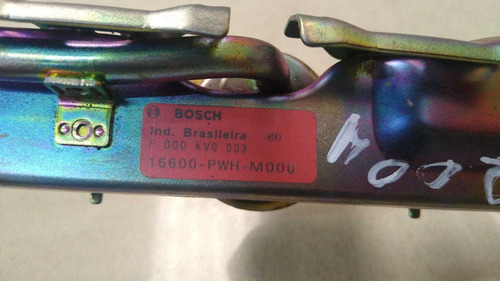 BOSCH
Ind. Brasileira
F 000 KV0 003
16600-PWH-M000